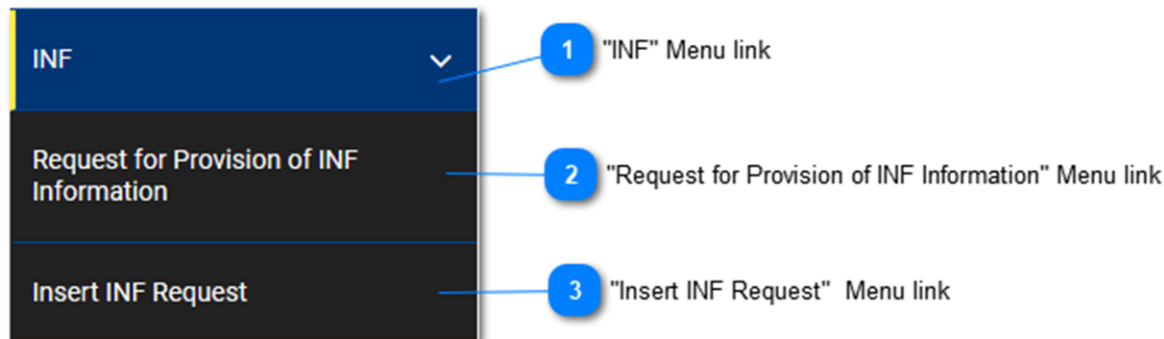 INF
1 "INF" Menu link
Request for Provision of INF
Information
2 "Request for Provision of INF Information" Menu link
Insert INF Request
3 "Insert INF Request"  Menu link